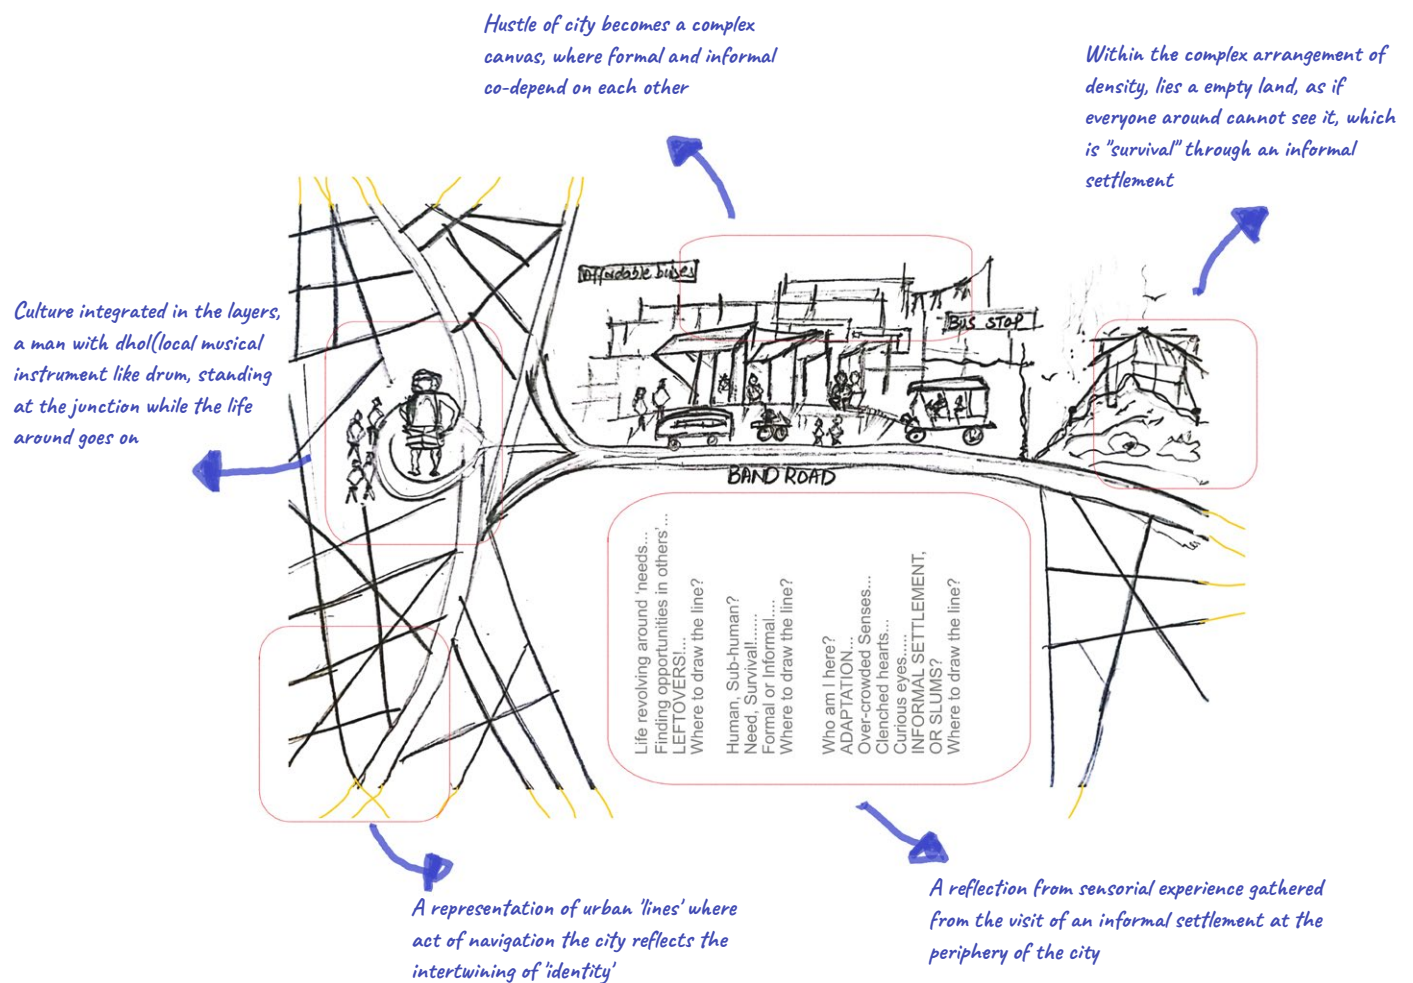 Hustle of city becomes a complex
canvas, where formal and informal
co-depend on each other
Within the complex arrangement of
density, lies a empty land, as if
everyone around cannot see it, which
is "survival" through an informal
settlement
Culture integrated in the layers,
a man with dhol(local musical
instrument like drum, standing
at the junction while the life
around goes on
Affordable buses
BUS STOP
BAND ROAD
Life revolving around 'needs...
Finding opportunities in others'...
LEFTOVERS!...
Where to draw the line?
Human, Sub-human?
Need, Survival!.......
Formal or Informal....
Where to draw the line?
Who am I here?
ADAPTATION...
Over-crowded Senses...
Clenched hearts...
Curious eyes.....
INFORMAL SETTLEMENT,
OR SLUMS?
Where to draw the line?
A representation of urban 'lines' where
act of navigation the city reflects the
intertwining of 'identity'
A reflection from sensorial experience gathered
from the visit of an informal settlement at the
periphery of the city